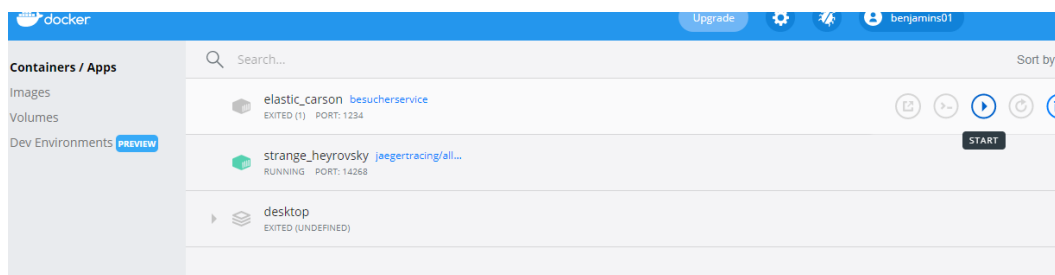 docker
Upgrade
benjamins01
Containers / Apps
Images
Volumes
Dev Environments PREVIEW
Search...
Sort by
elastic_carson besucherservice
EXITED (1) PORT: 1234
START
strange_heyrovsky jaegertracing/all...
RUNNING PORT: 14268
desktop
EXITED (UNDEFINED)